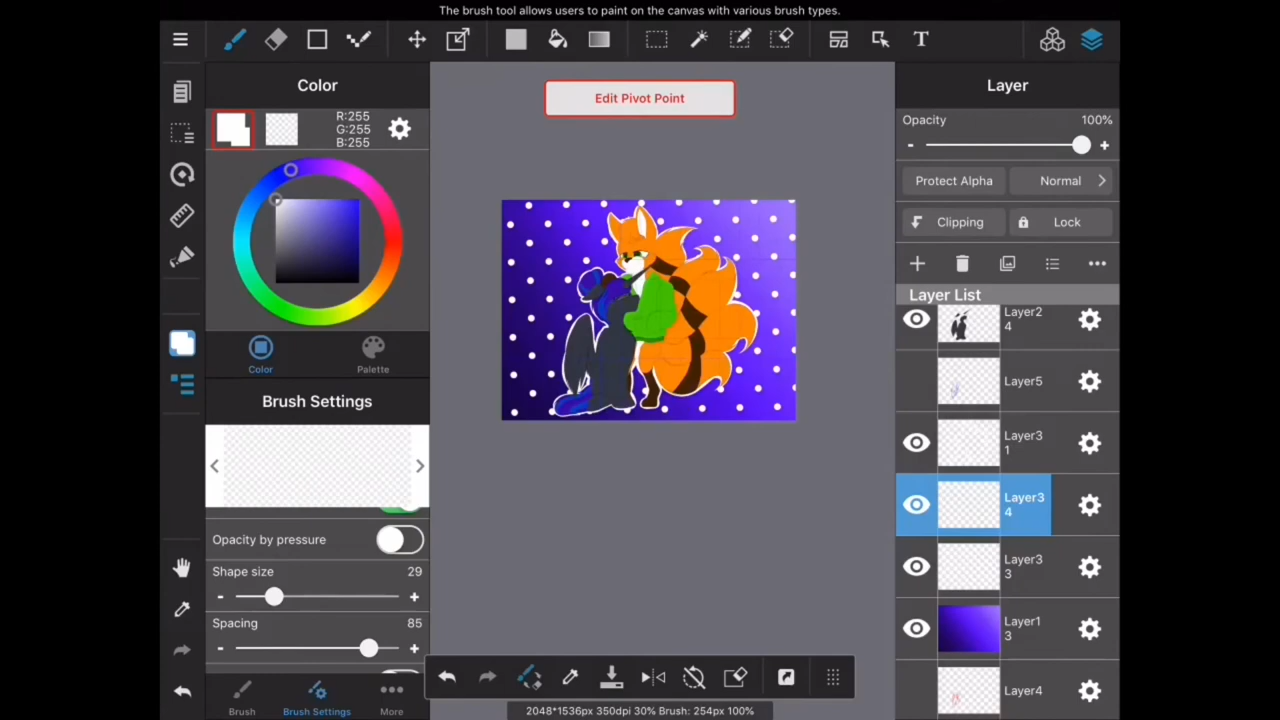 The brush tool allows users to paint on the canvas with various brush types.
T
Color
R:255
G:255
B:255
Color
Palette
Brush Settings
Opacity by pressure
Shape size
29
-
+
Spacing
85
-
+
Brush
Brush Settings
More
Edit Pivot Point
2048*1536px 350dpi 30% Brush: 254px 100%
Layer
Opacity
100%
-
+
Protect Alpha
Normal
Clipping
Lock
Layer List
Layer2
4
Layer5
Layer3
1
Layer3
4
Layer3
3
Layer1
3
Layer4